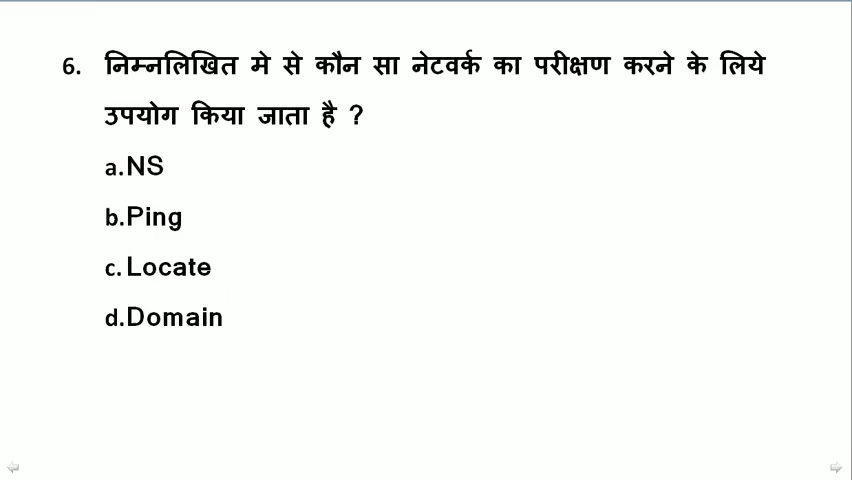 6. निम्नलिखित मे से कौन सा नेटवर्क का परीक्षण करने के लिये
उपयोग किया जाता है ?
a.NS
b.Ping
c.Locate
d.Domain